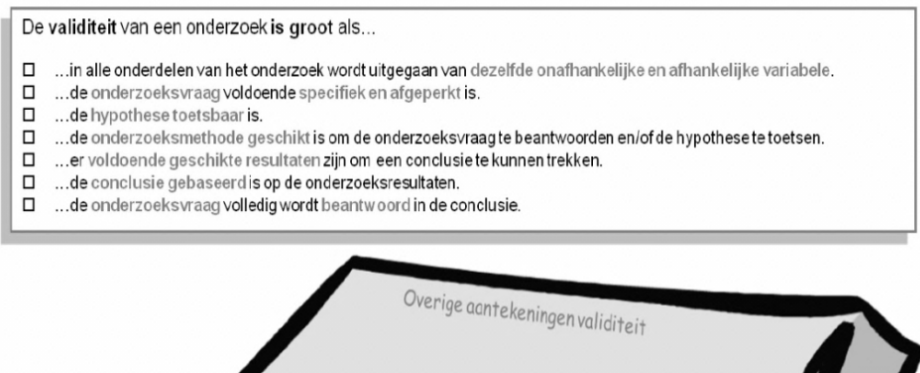 De validiteit van een onderzoek is groot als...
☐ ...in alle onderdelen van het onderzoek wordt uitgegaan van dezelfde onafhankelijke en afhankelijke variabele.
☐ ...de onderzoeksvraag voldoende specifiek en afgeperkt is.
☐ ...de hypothese toetsbaar is.
☐ ...de onderzoeksmethode geschikt is om de onderzoeksvraag te beantwoorden en/of de hypothese te toetsen.
☐ ...er voldoende geschikte resultaten zijn om een conclusie te kunnen trekken.
☐ ...de conclusie gebaseerd is op de onderzoeksresultaten.
☐ ...de onderzoeksvraag volledig wordt beantwoord in de conclusie.
Overige aantekeningen validiteit